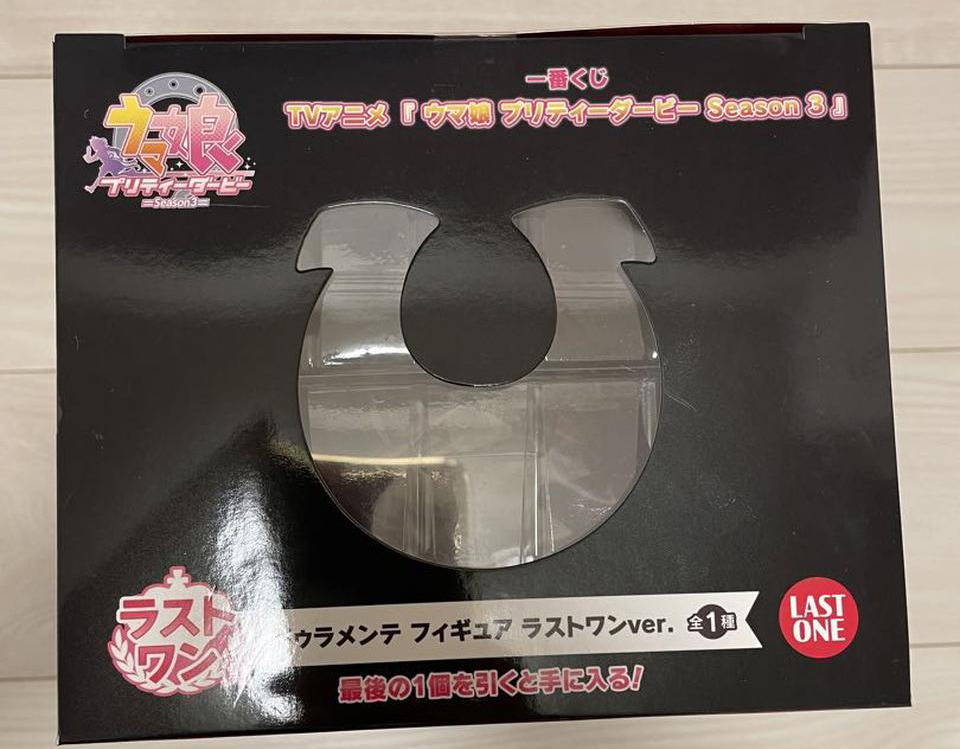 一番くじ
TVアニメ『ウマ娘 プリティーダービー Season 3』
ウマ娘
プリティーダービー
Season3
ラスト
ワン
ゥラメンテ フィギュア ラストワンver. 全1種
LAST
ONE
最後の1個を引くと手に入る!